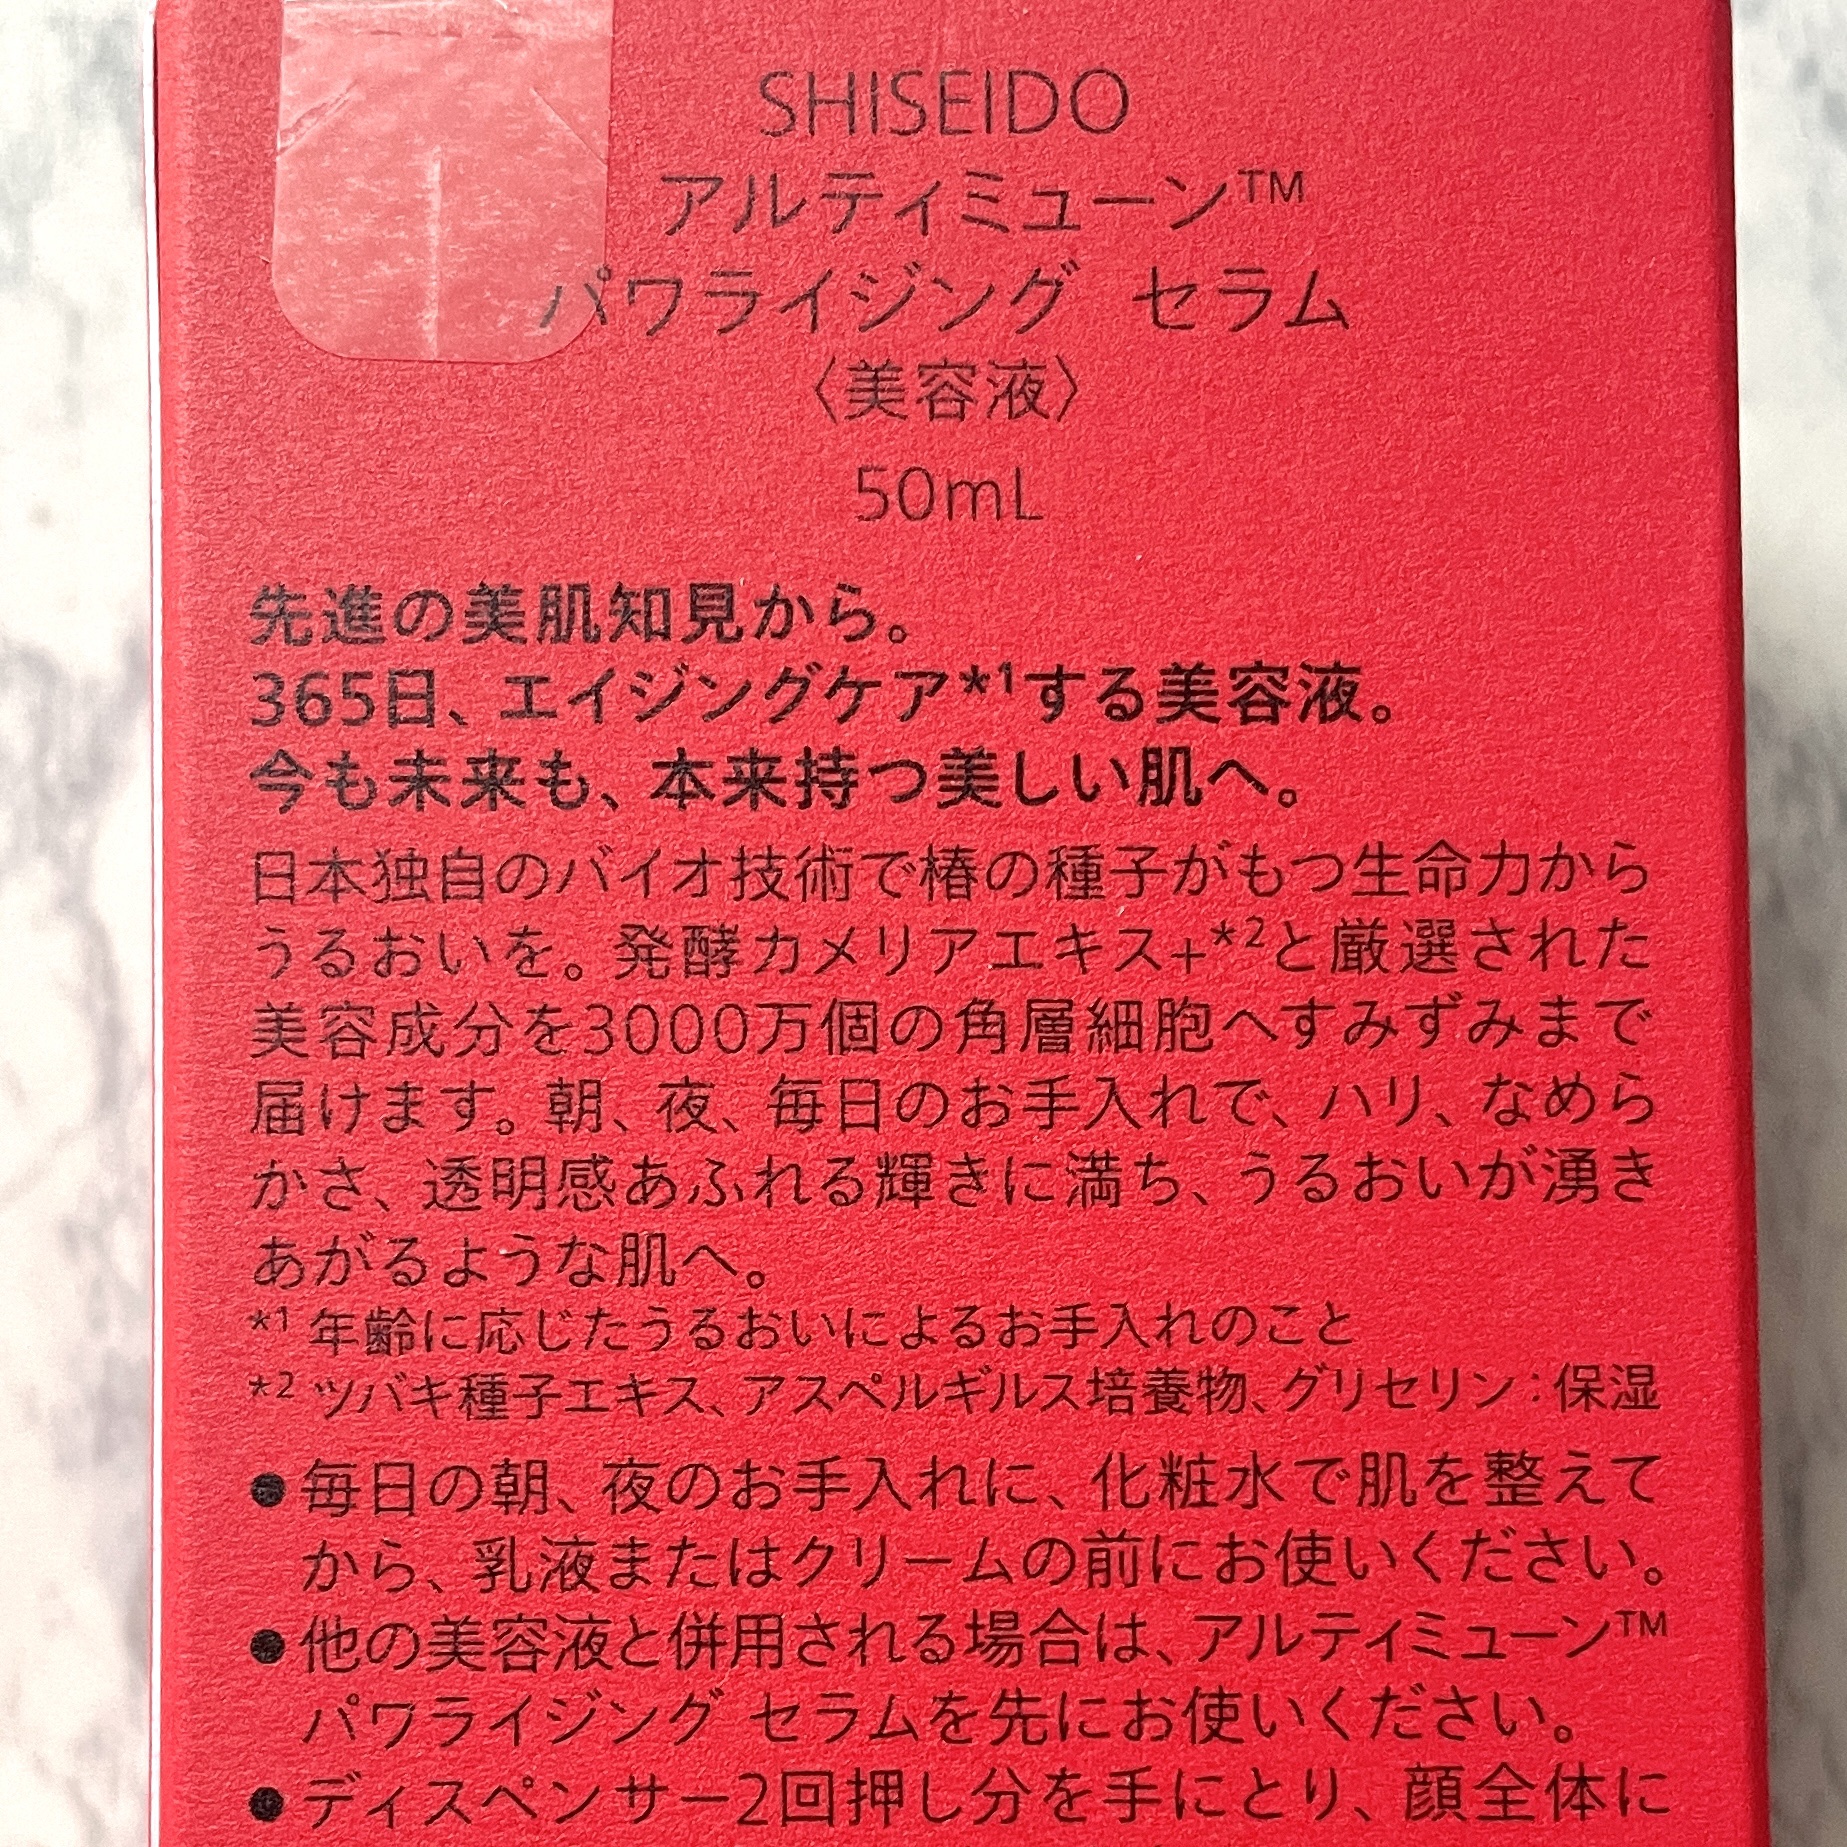 SHISEIDO
アルティミューン™
パワライジング セラム
〈美容液〉
50mL
先進の美肌知見から。
365日、エイジングケア*1する美容液。
今も未来も、本来持つ美しい肌へ。
日本独自のバイオ技術で椿の種子がもつ生命力から
うるおいを。発酵カメリアエキス+*2と厳選された
美容成分を3000万個の角層細胞へすみずみまで
届けます。朝、夜、毎日のお手入れで、ハリ、なめら
かさ、透明感あふれる輝きに満ち、うるおいが湧き
あがるような肌へ。
*1 年齢に応じたうるおいによるお手入れのこと
*2 ツバキ種子エキス、アスペルギルス培養物、グリセリン：保湿
●毎日の朝、夜のお手入れに、化粧水で肌を整えて
から、乳液またはクリームの前にお使いください。
●他の美容液と併用される場合は、アルティミューン™
パワライジング セラムを先にお使いください。
●ディスペンサー2回押し分を手にとり、顔全体に